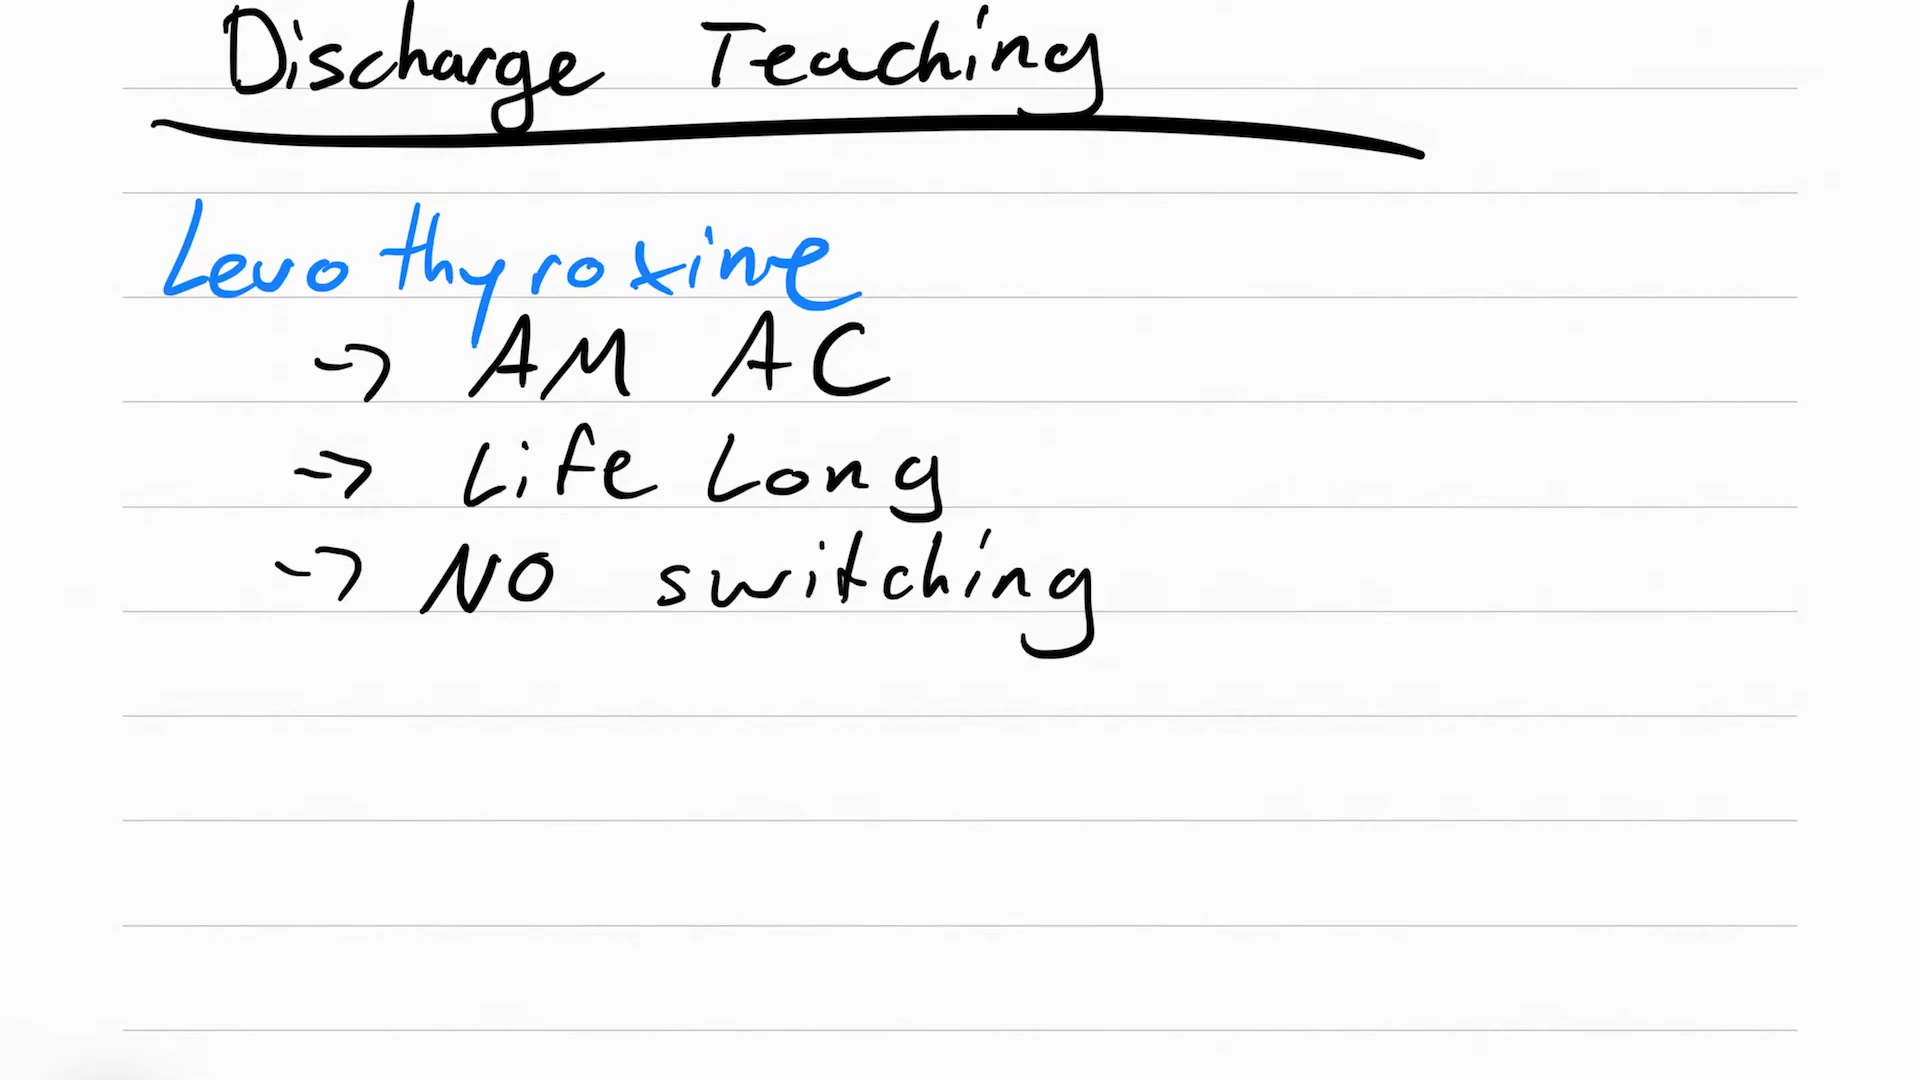 Discharge Teaching
Levothyroxine
-> AM AC
-> Life Long
-> NO switching